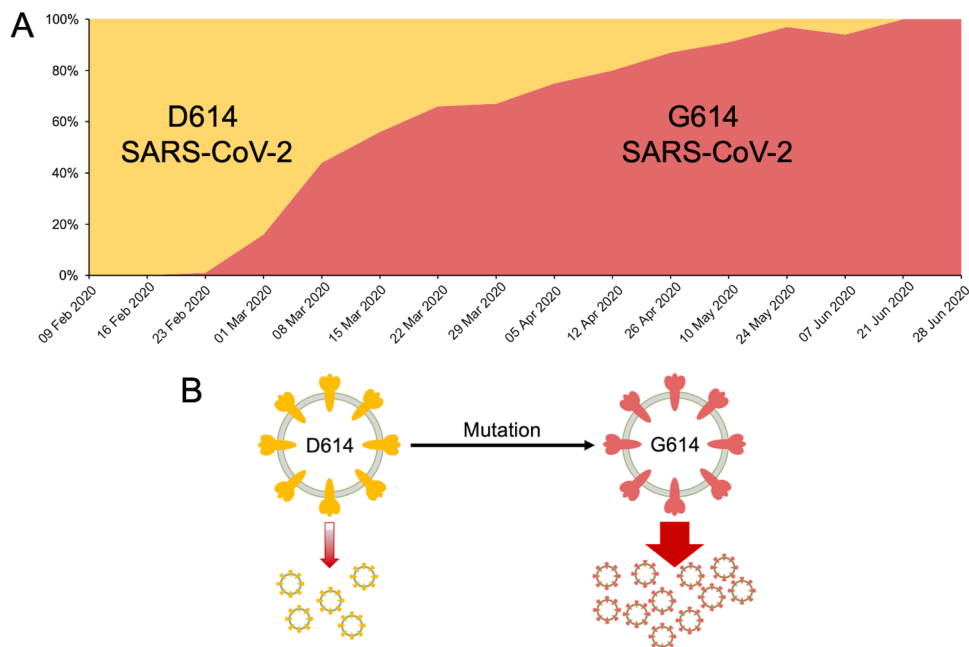 A
100%
80%
60%
40%
20%
0%
D614
SARS-CoV-2
G614
SARS-CoV-2
09 Feb 2020
16 Feb 2020
23 Feb 2020
01 Mar 2020
08 Mar 2020
15 Mar 2020
22 Mar 2020
29 Mar 2020
05 Apr 2020
12 Apr 2020
26 Apr 2020
10 May 2020
24 May 2020
07 Jun 2020
21 Jun 2020
28 Jun 2020
B
D614
Mutation
G614